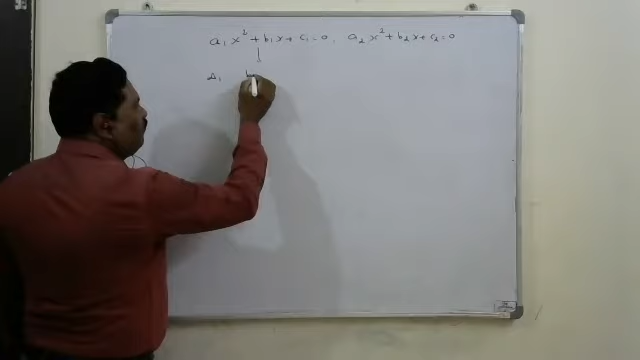 a₁x² + b₁x + c₁ = 0, a₂x² + b₂x + c₂ = 0
a₁ b